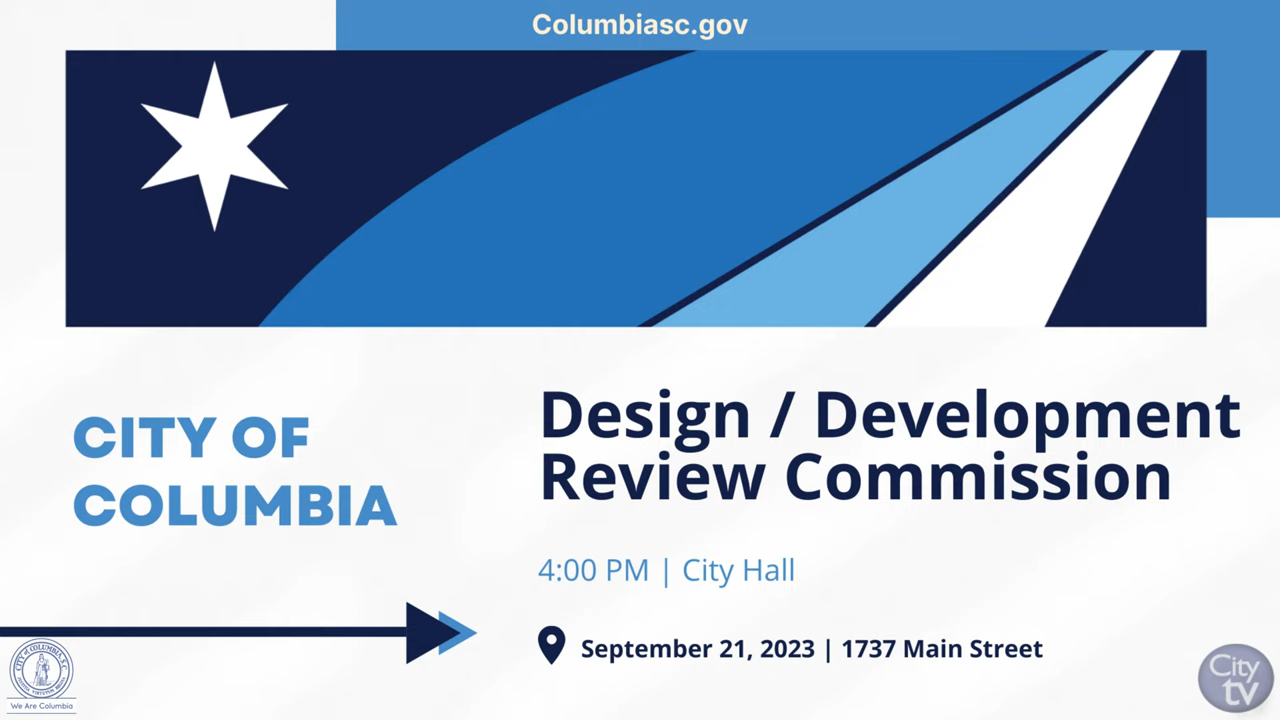 Columbiasc.gov
CITY OF
COLUMBIA
Design / Development
Review Commission
4:00 PM | City Hall
September 21, 2023 | 1737 Main Street
We Are Columbia
City
tv